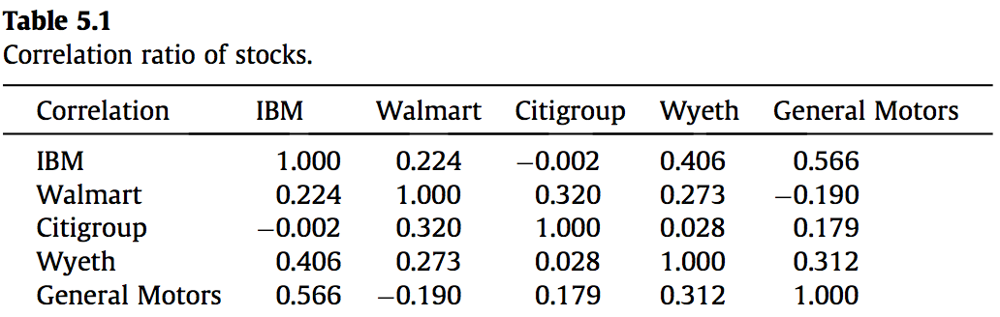 Table 5.1
Correlation ratio of stocks.
Correlation IBM Walmart Citigroup Wyeth General Motors
IBM 1.000 0.224 −0.002 0.406 0.566
Walmart 0.224 1.000 0.320 0.273 −0.190
Citigroup −0.002 0.320 1.000 0.028 0.179
Wyeth 0.406 0.273 0.028 1.000 0.312
General Motors 0.566 −0.190 0.179 0.312 1.000